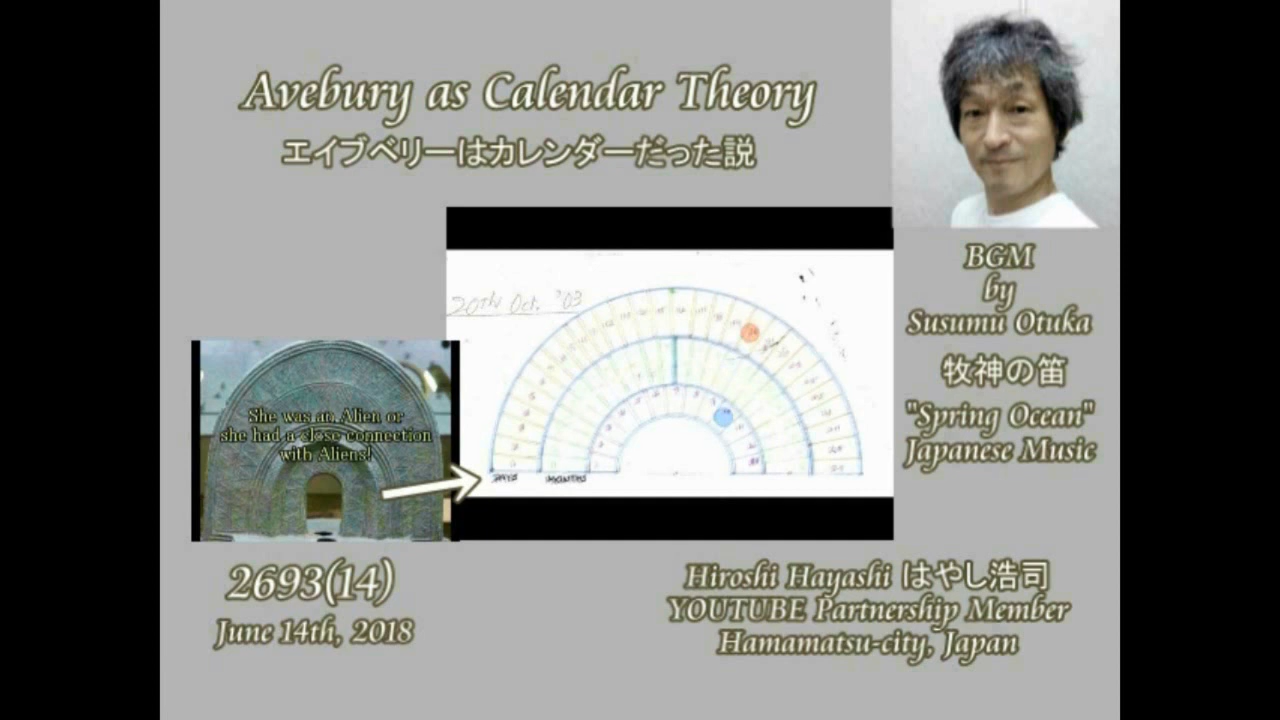 Avebury as Calendar Theory
エイブベリーはカレンダーだった説
20th Oct. '03
She was an Alien or
she had a close connection
with Aliens!
DAYS
MONTHS
BGM
by
Susumu Otuka
牧神の笛
"Spring Ocean"
Japanese Music
2693(14)
June 14th, 2018
Hiroshi Hayashi はやし浩司
YOUTUBE Partnership Member
Hamamatsu-city, Japan